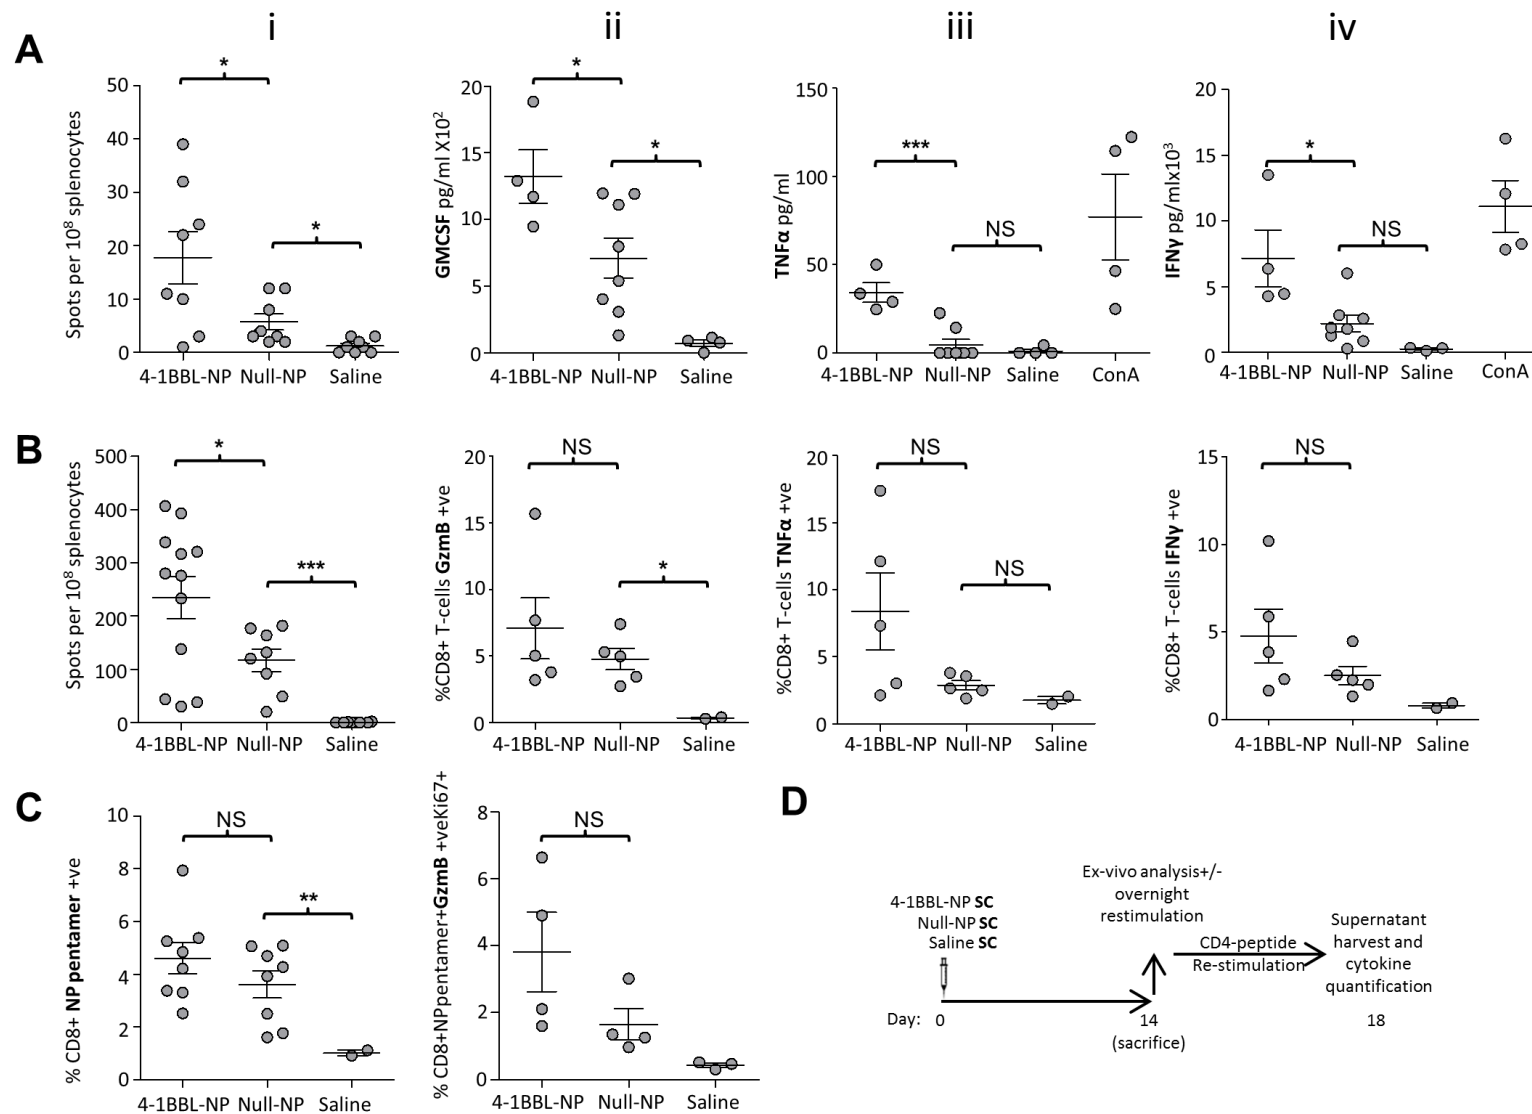 i ii iii iv
A
Spots per 10⁸ splenocytes
50
40
30
20
10
0
*
*
4-1BBL-NP Null-NP Saline
GMCSF pg/ml X10²
20
15
10
5
0
*
*
4-1BBL-NP Null-NP Saline
TNFα pg/ml
150
100
50
0
***
NS
4-1BBL-NP Null-NP Saline ConA
IFNγ pg/mlx10³
20
15
10
5
0
*
NS
4-1BBL-NP Null-NP Saline ConA
B
Spots per 10⁸ splenocytes
500
400
300
200
100
0
*
***
4-1BBL-NP Null-NP Saline
%CD8+ T-cells GzmB +ve
20
15
10
5
0
NS
*
4-1BBL-NP Null-NP Saline
%CD8+ T-cells TNFα +ve
20
15
10
5
0
NS
NS
4-1BBL-NP Null-NP Saline
%CD8+ T-cells IFNγ +ve
15
10
5
0
NS
4-1BBL-NP Null-NP Saline
C
% CD8+ NP pentamer +ve
10
8
6
4
2
0
NS
**
4-1BBL-NP Null-NP Saline
% CD8+NPpentamer+GzmB +veKi67+
8
6
4
2
0
NS
4-1BBL-NP Null-NP Saline
D
4-1BBL-NP SC
Null-NP SC
Saline SC
Ex-vivo analysis+/-
overnight
restimulation
CD4-peptide
Re-stimulation
Supernatant
harvest and
cytokine
quantification
Day: 0 14 18
(sacrifice)